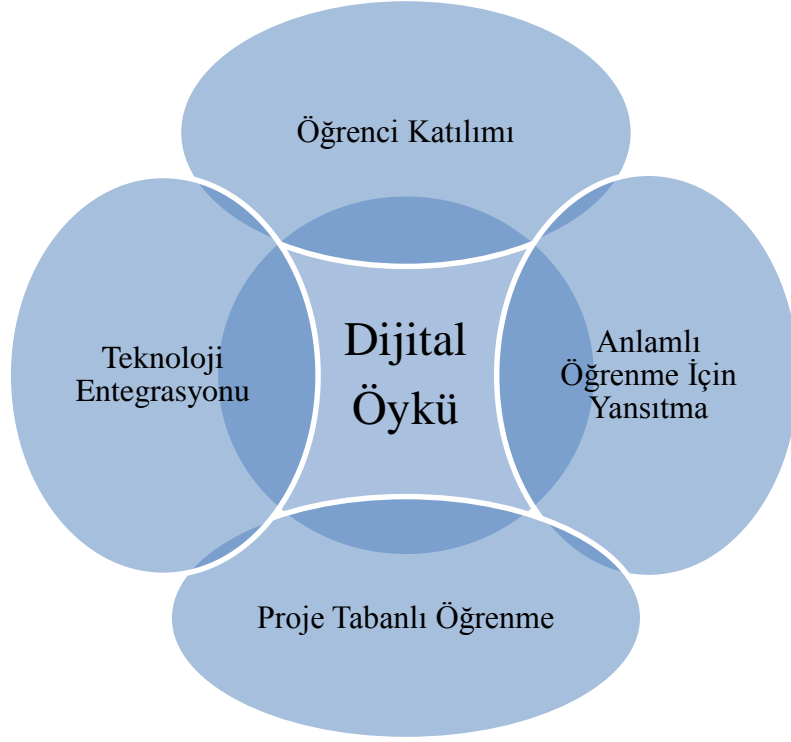 Öğrenci Katılımı
Teknoloji
Entegrasyonu
Dijital
Öykü
Anlamlı
Öğrenme İçin
Yansıtma
Proje Tabanlı Öğrenme